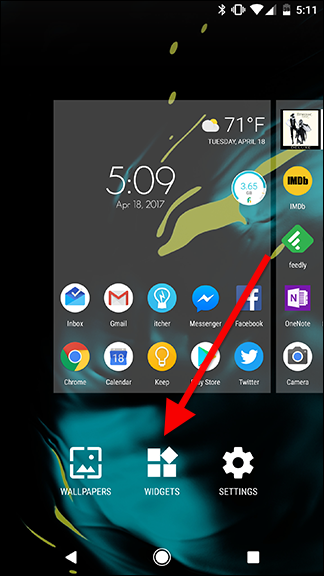 5:11
71°F
TUESDAY, APRIL 18
5:09
Apr 18, 2017
3.65
GB
IMDb
IMDb
feedly
Inbox Gmail itcher Messenger Facebook OneNote
18
Chrome Calendar Keep Play Store Twitter Camera
WALLPAPERS WIDGETS SETTINGS